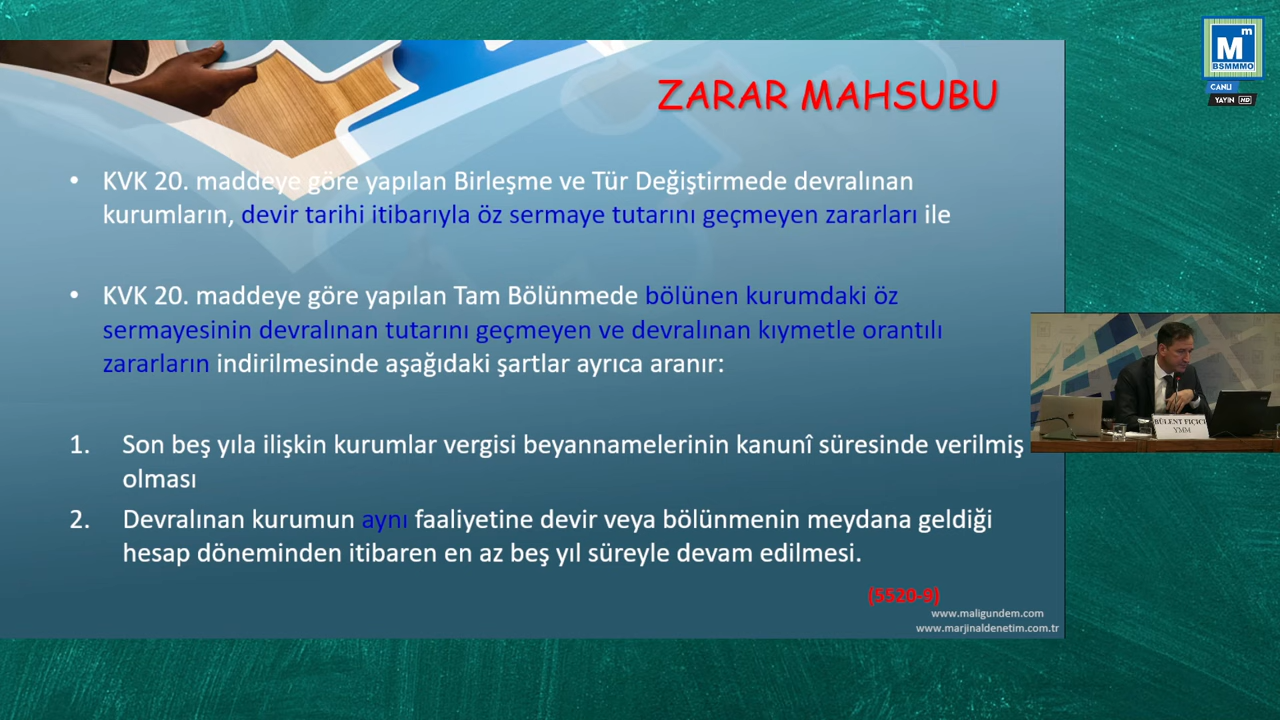 M m
BSMMMO
CANLI
YAYIN HD
ZARAR MAHSUBU
• KVK 20. maddeye göre yapılan Birleşme ve Tür Değiştirmede devralınan
kurumların, devir tarihi itibarıyla öz sermaye tutarını geçmeyen zararları ile
• KVK 20. maddeye göre yapılan Tam Bölünmede bölünen kurumdaki öz
sermayesinin devralınan tutarını geçmeyen ve devralınan kıymetle orantılı
zararların indirilmesinde aşağıdaki şartlar ayrıca aranır:
1. Son beş yıla ilişkin kurumlar vergisi beyannamelerinin kanunî süresinde verilmiş
olması
2. Devralınan kurumun aynı faaliyetine devir veya bölünmenin meydana geldiği
hesap döneminden itibaren en az beş yıl süreyle devam edilmesi.
(5520-9)
www.maligundem.com
www.marjinaldenetim.com.tr
BÜLENT FIÇICI
YMM